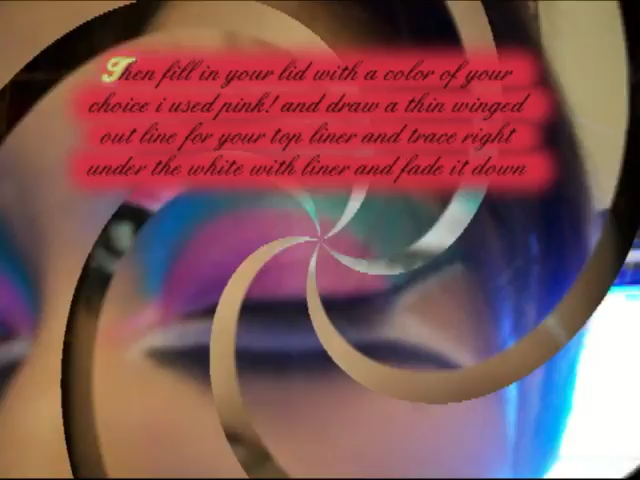 Then fill in your lid with a color of your
choice i used pink! and draw a thin winged
out line for your top liner and trace right
under the white with liner and fade it down